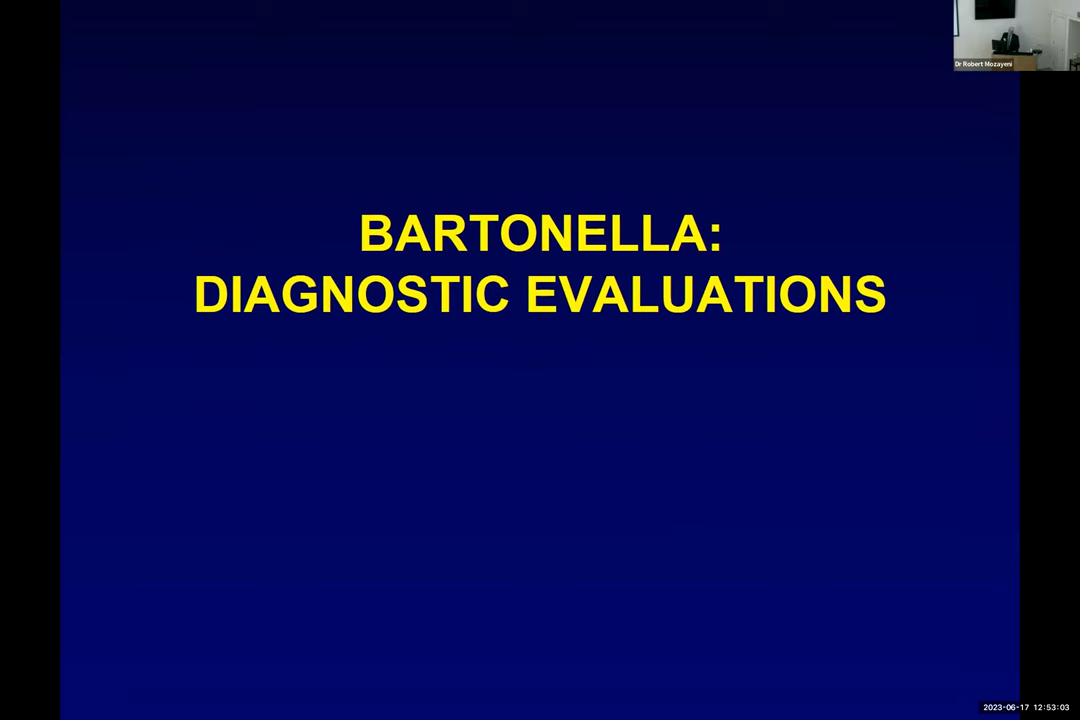 Dr Robert Mozayeni
BARTONELLA:
DIAGNOSTIC EVALUATIONS
2023-06-17 12:53:03